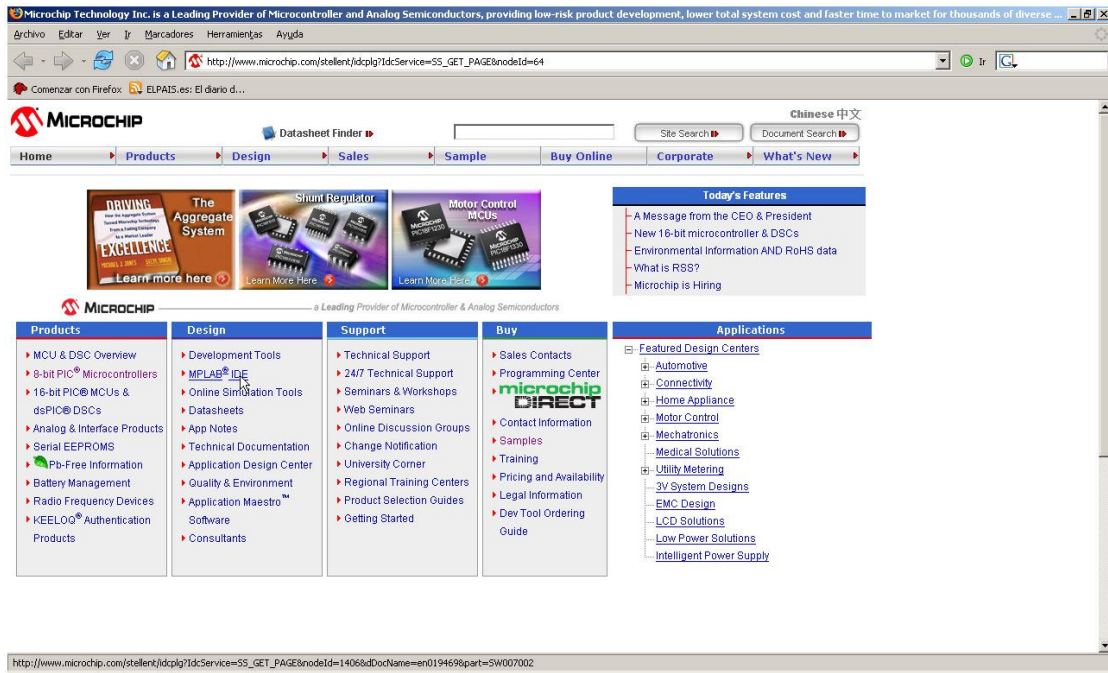 Microchip Technology Inc. is a Leading Provider of Microcontroller and Analog Semiconductors, providing low-risk product development, lower total system cost and faster time to market for thousands of diverse ...
Archivo Editar Ver Ir Marcadores Herramientas Ayuda
http://www.microchip.com/stellent/idcplg?IdcService=SS_GET_PAGE&nodeId=64
Ir
Comenzar con Firefox ELPAIS.es: El diario d...
MICROCHIP
Chinese 中文
Datasheet Finder
Site Search
Document Search
Home Products Design Sales Sample Buy Online Corporate What's New
DRIVING
EXCELLENCE
The
Aggregate
System
Learn more here
Shunt Regulator
Learn More Here
Motor Control
MCUs
MICROCHIP
PIC18F1230
PIC18F1330
Learn More Here
Today's Features
A Message from the CEO & President
New 16-bit microcontroller & DSCs
Environmental Information AND RoHS data
What is RSS?
Microchip is Hiring
MICROCHIP
a Leading Provider of Microcontroller & Analog Semiconductors
Products
MCU & DSC Overview
8-bit PIC® Microcontrollers
16-bit PIC® MCUs &
dsPIC® DSCs
Analog & Interface Products
Serial EEPROMS
Pb-Free Information
Battery Management
Radio Frequency Devices
KEELOQ® Authentication
Products
Design
Development Tools
MPLAB® IDE
Online Simulation Tools
Datasheets
App Notes
Technical Documentation
Application Design Center
Quality & Environment
Application Maestro™
Software
Consultants
Support
Technical Support
24/7 Technical Support
Seminars & Workshops
Web Seminars
Online Discussion Groups
Change Notification
University Corner
Regional Training Centers
Product Selection Guides
Getting Started
Buy
Sales Contacts
Programming Center
microchip
DIRECT
Contact Information
Samples
Training
Pricing and Availability
Legal Information
Dev Tool Ordering
Guide
Applications
Featured Design Centers
Automotive
Connectivity
Home Appliance
Motor Control
Mechatronics
Medical Solutions
Utility Metering
3V System Designs
EMC Design
LCD Solutions
Low Power Solutions
Intelligent Power Supply
http://www.microchip.com/stellent/idcplg?IdcService=SS_GET_PAGE&nodeId=1406&dDocName=en019469&part=SW007002